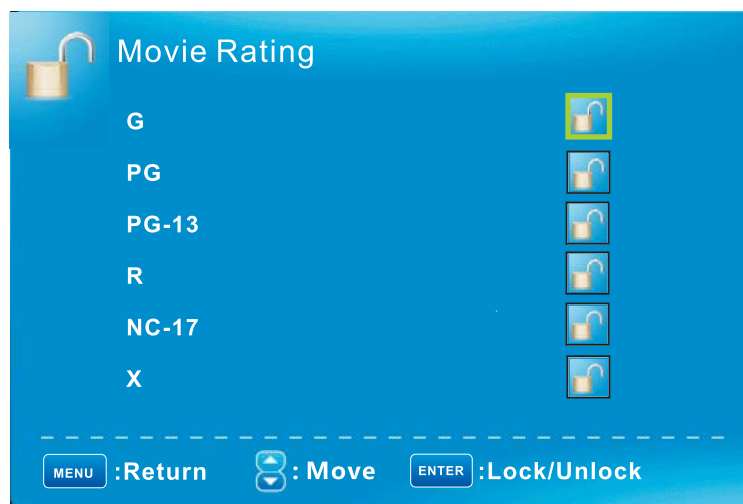 Movie Rating
G
PG
PG-13
R
NC-17
X
MENU :Return : Move ENTER :Lock/Unlock